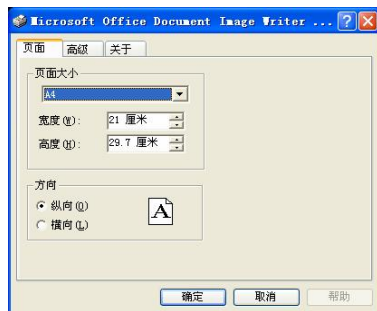 Microsoft Office Document Image Writer ...
页面 高级 关于
页面大小
A4
宽度(W): 21 厘米
高度(H): 29.7 厘米
方向
纵向(O)
A
横向(L)
确定 取消 帮助